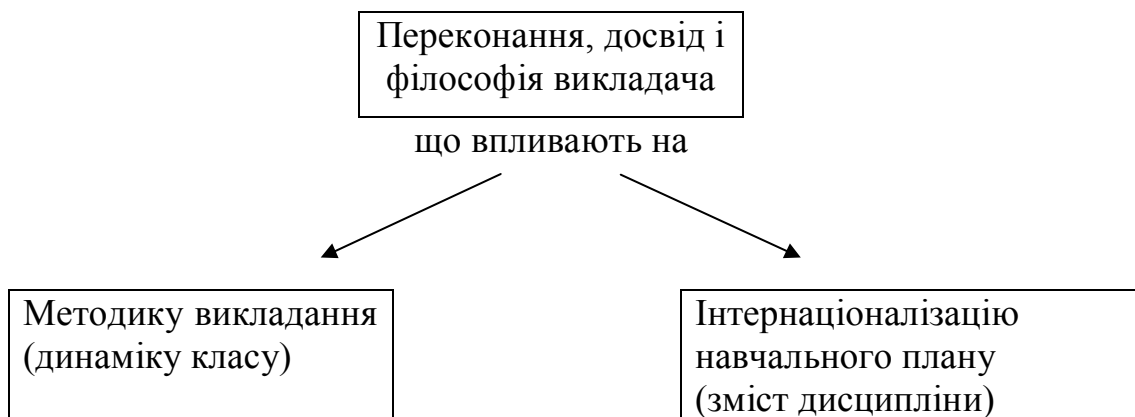 Переконання, досвід і
філософія викладача
що впливають на
Методику викладання
(динаміку класу)
Інтернаціоналізацію
навчального плану
(зміст дисципліни)